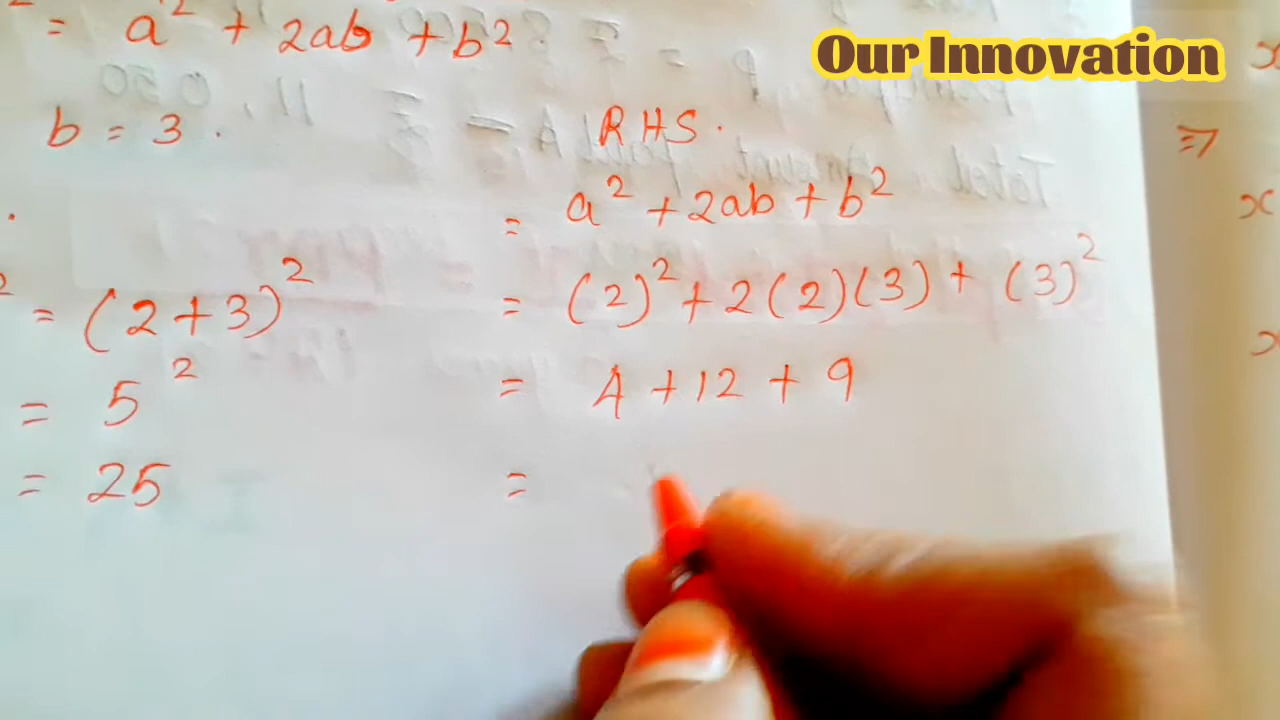 Our Innovation
= a² + 2ab + b²
b = 3.
= (2+3)²
= 5²
= 25
RHS.
= a² + 2ab + b²
= (2)² + 2(2)(3) + (3)²
= 4 + 12 + 9
=